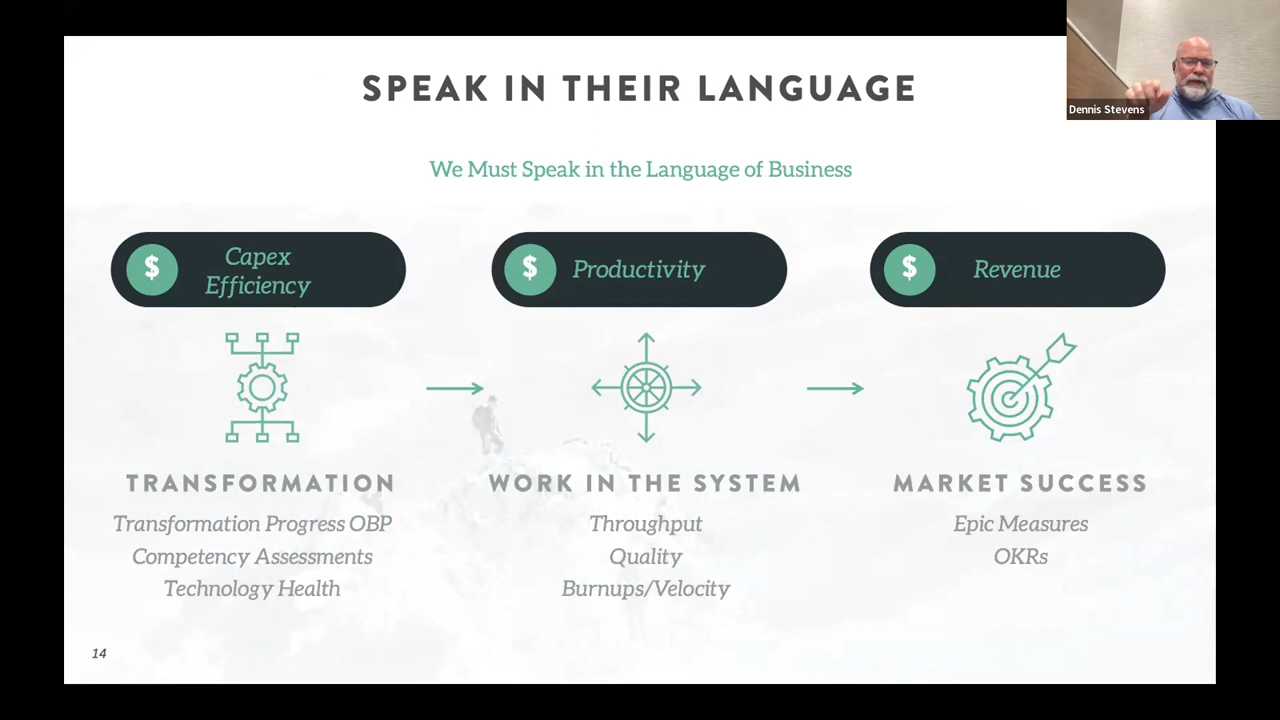 SPEAK IN THEIR LANGUAGE
Dennis Stevens
We Must Speak in the Language of Business
$ Capex Efficiency
$ Productivity
$ Revenue
TRANSFORMATION
Transformation Progress OBP
Competency Assessments
Technology Health
WORK IN THE SYSTEM
Throughput
Quality
Burnups/Velocity
MARKET SUCCESS
Epic Measures
OKRs
14